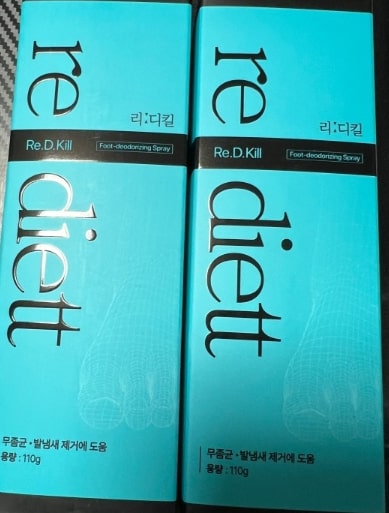 re
리:디킬
Re.D.Kill
Foot-deodorizing Spray
diett
무좀균•발냄새 제거에 도움
용량 : 110g
re
리:디킬
Re.D.Kill
Foot-deodorizing Spray
diett
무좀균•발냄새 제거에 도움
용량 : 110g